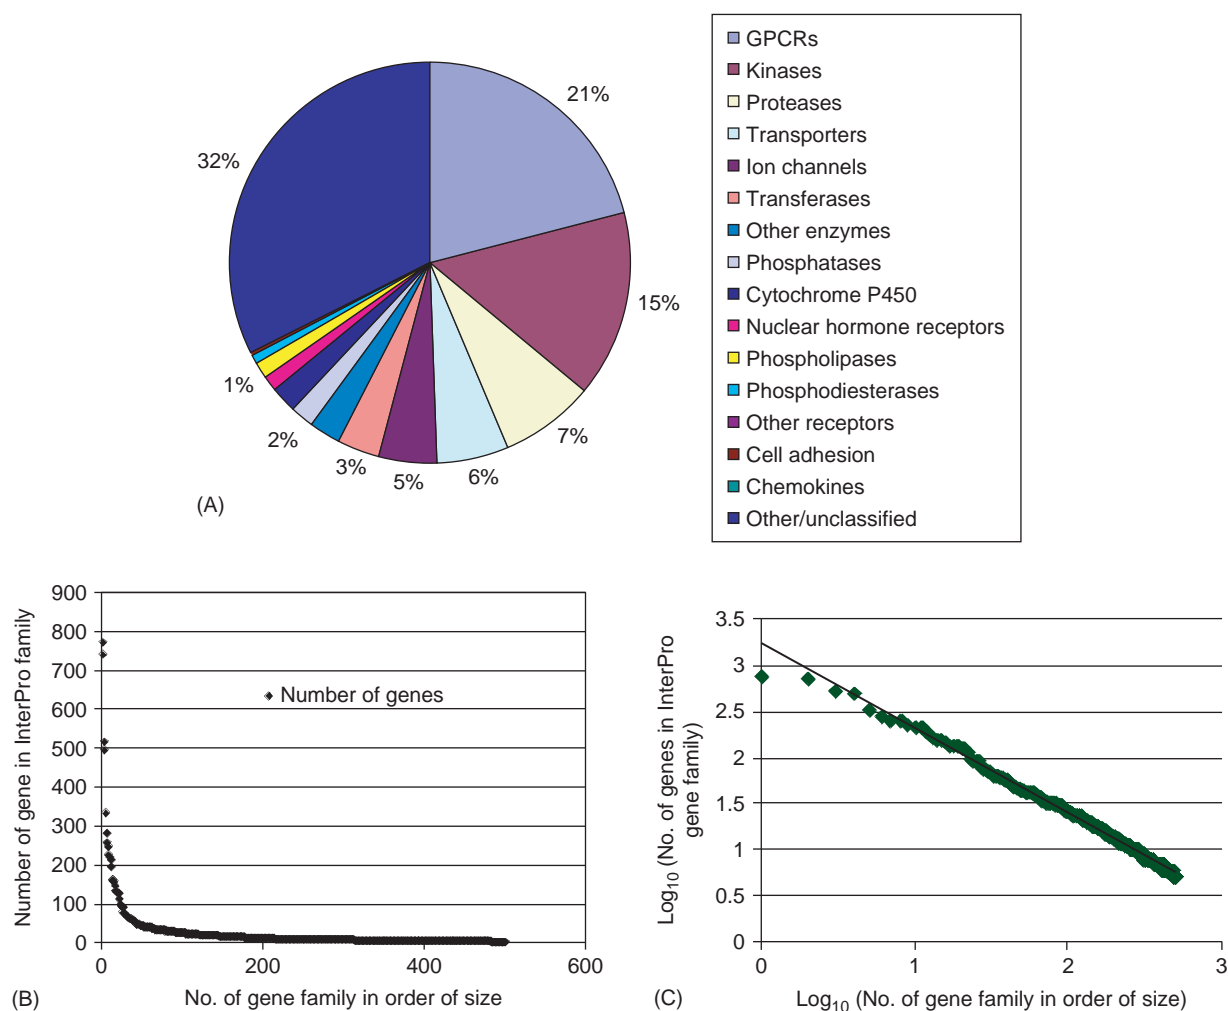 GPCRs
Kinases
Proteases
Transporters
Ion channels
Transferases
Other enzymes
Phosphatases
Cytochrome P450
Nuclear hormone receptors
Phospholipases
Phosphodiesterases
Other receptors
Cell adhesion
Chemokines
Other/unclassified
21%
15%
7%
6%
5%
3%
2%
1%
32%
(A)
Number of gene in InterPro family
900
800
700
600
500
400
300
200
100
0
Number of genes
0
200
400
600
No. of gene family in order of size
(B)
Log10 (No. of genes in InterPro
gene family)
3.5
3
2.5
2
1.5
1
0.5
0
0
1
2
3
Log10 (No. of gene family in order of size)
(C)